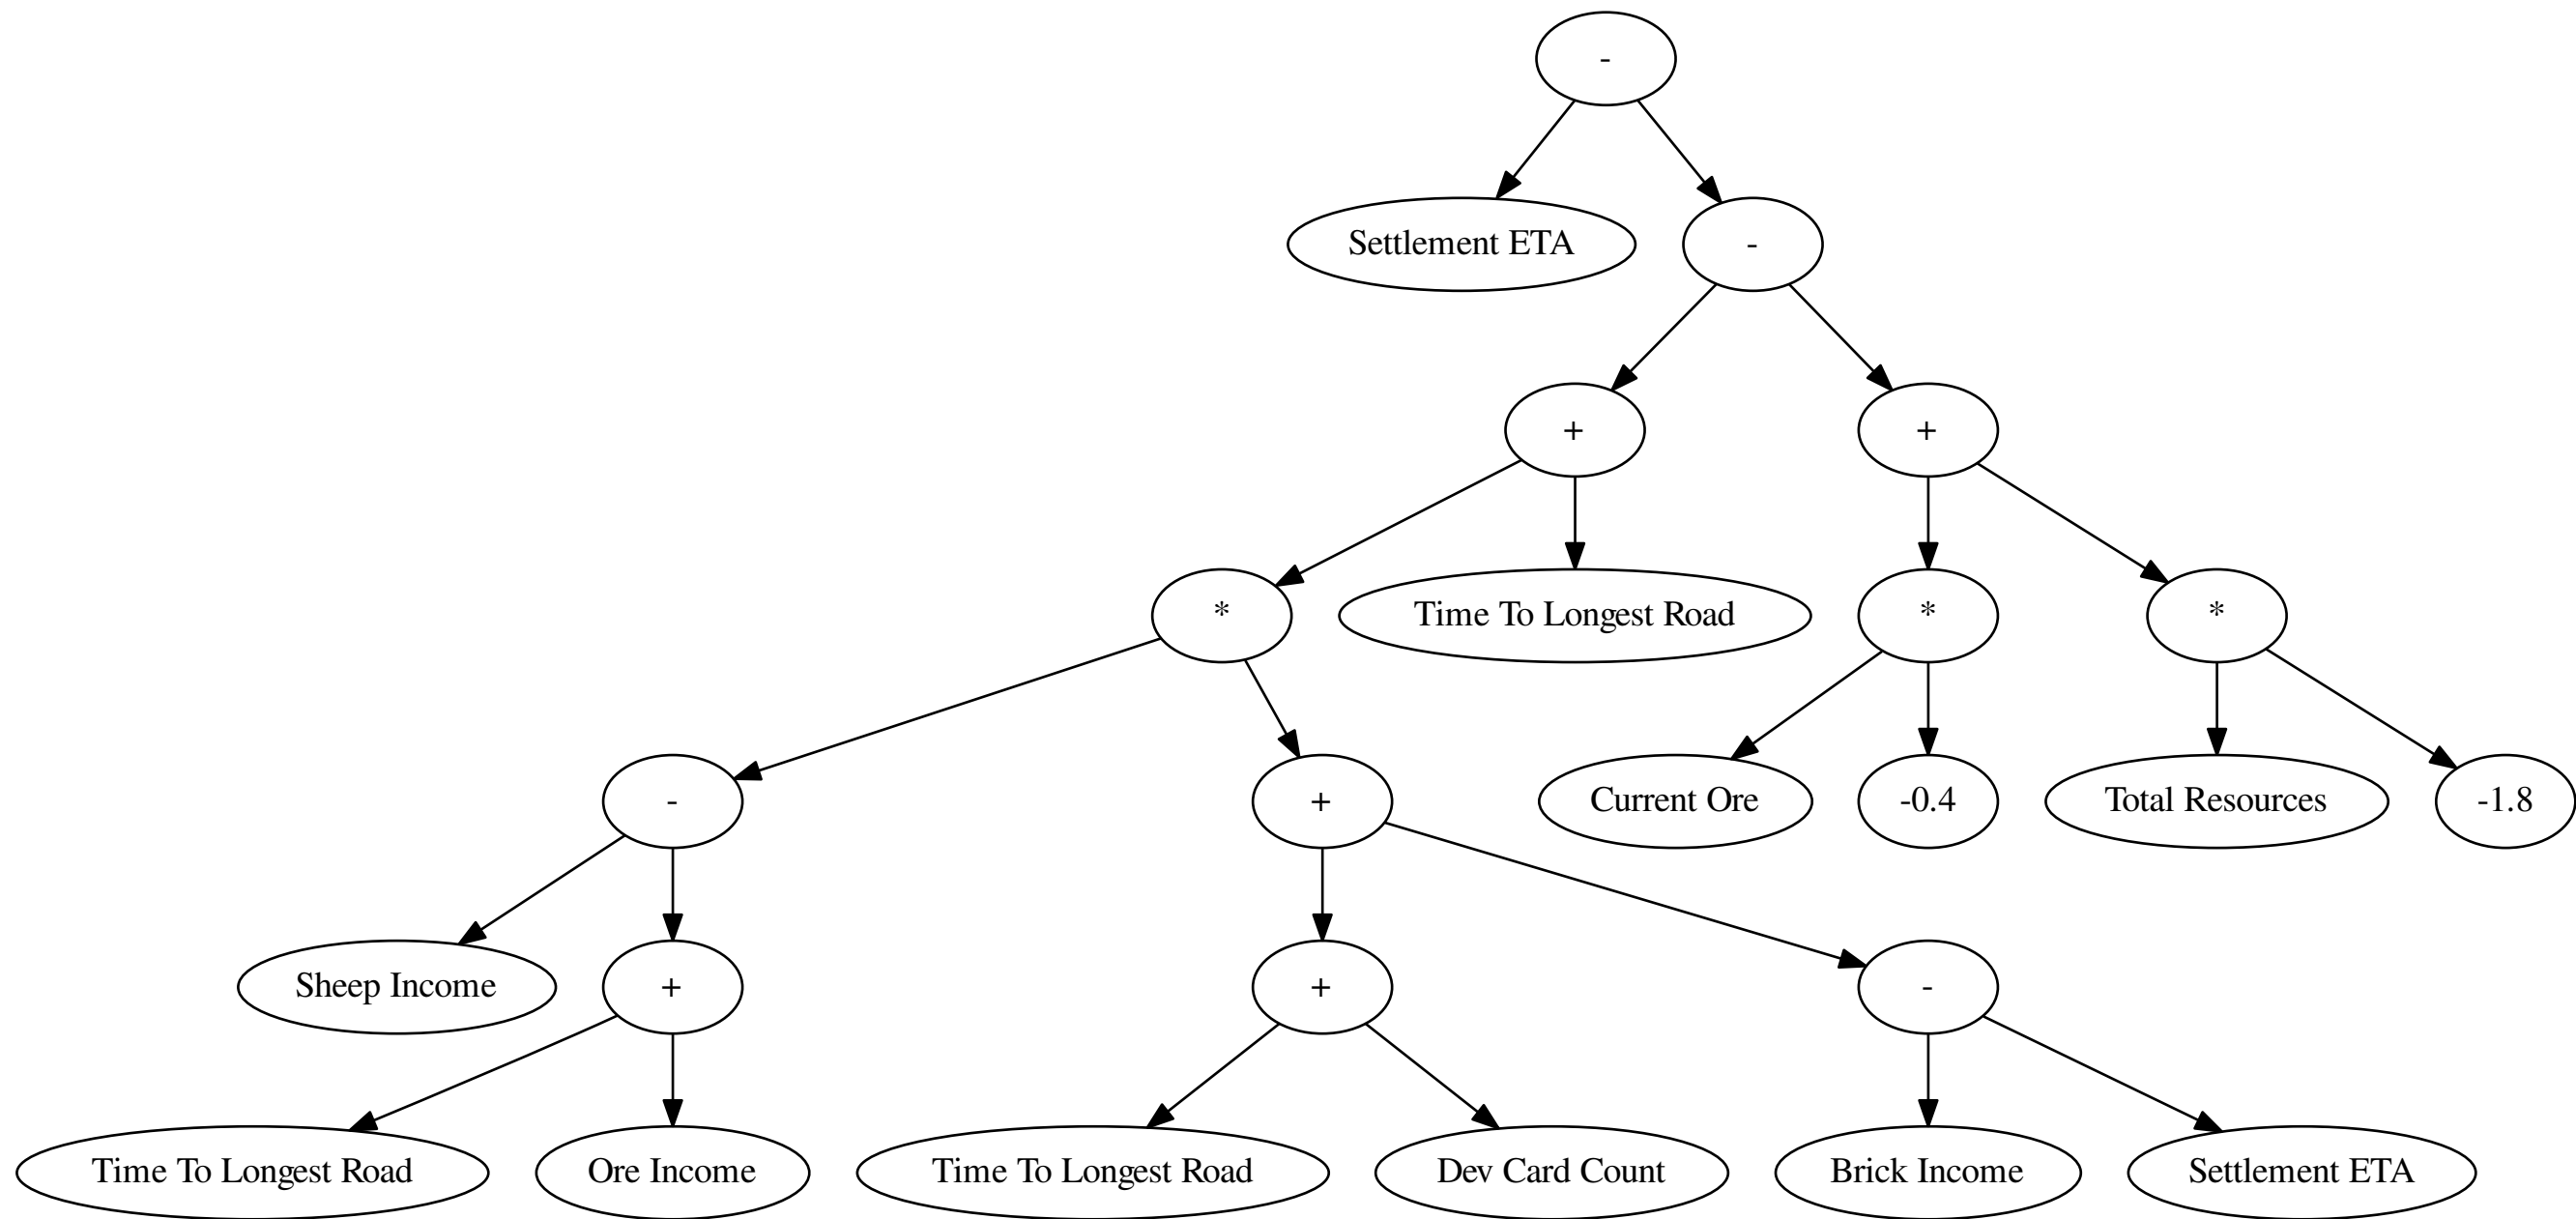 -
Settlement ETA
-
+
+
*
Time To Longest Road
*
*
-
+
Current Ore
-0.4
Total Resources
-1.8
Sheep Income
+
+
-
Time To Longest Road
Ore Income
Time To Longest Road
Dev Card Count
Brick Income
Settlement ETA